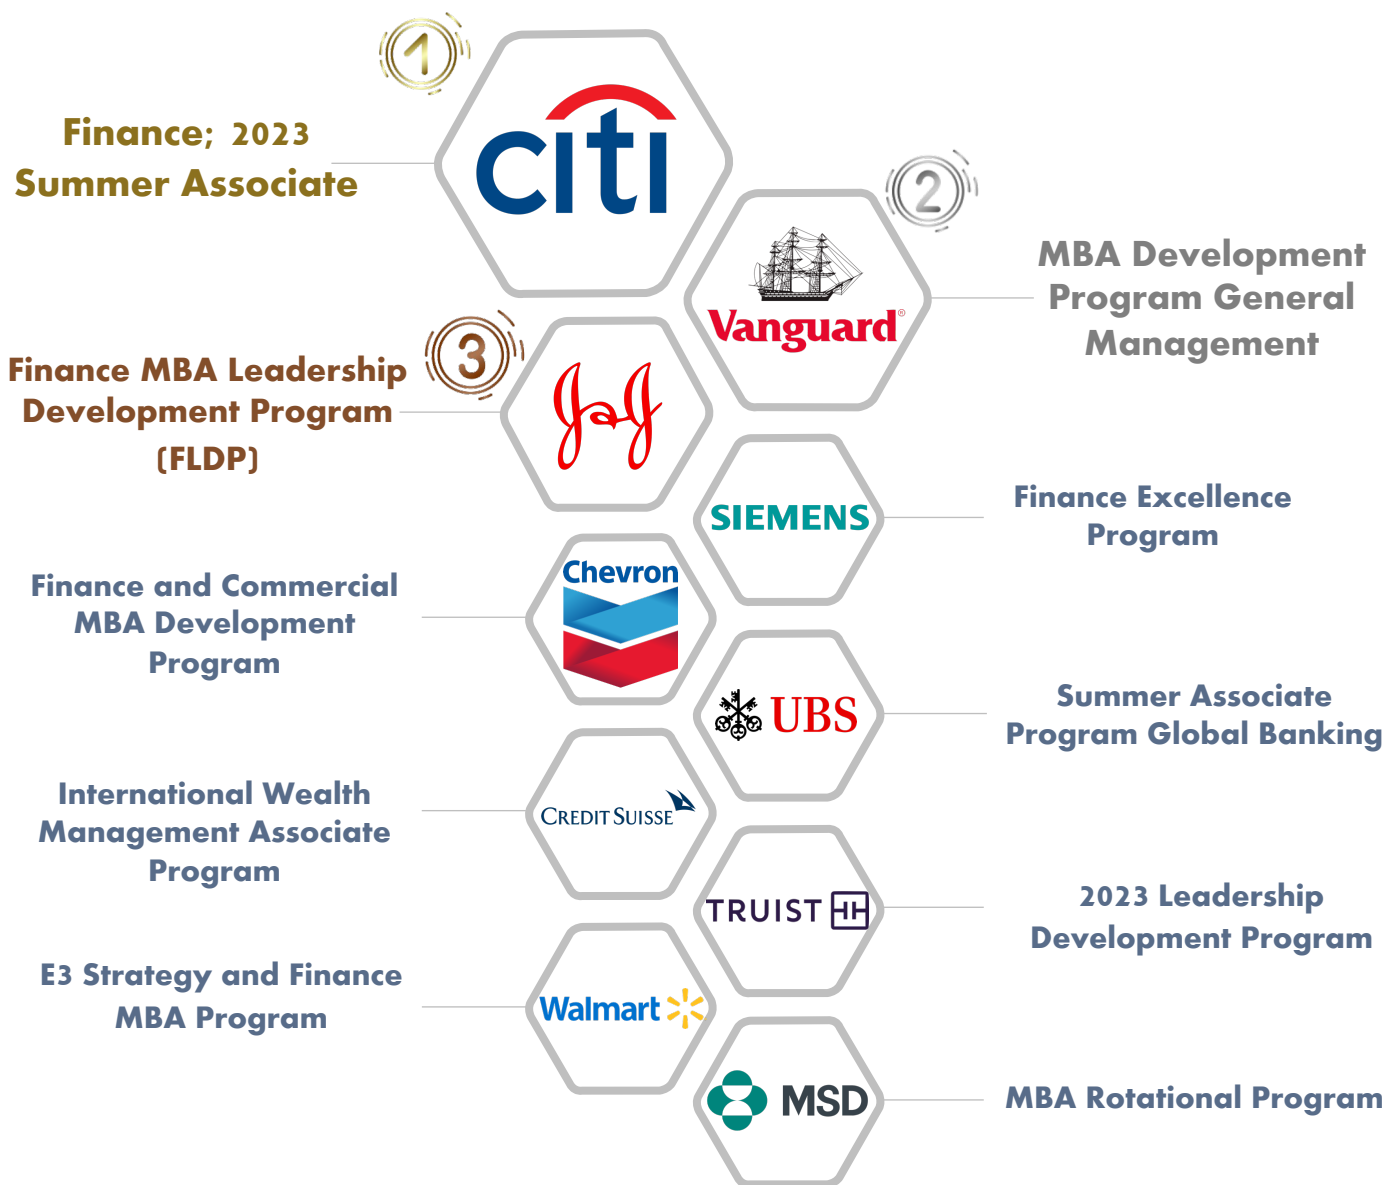 1
citi
Finance; 2023
Summer Associate
2
Vanguard®
MBA Development
Program General
Management
3
J&J
Finance MBA Leadership
Development Program
(FLDP)
SIEMENS
Finance Excellence
Program
Chevron
Finance and Commercial
MBA Development
Program
UBS
Summer Associate
Program Global Banking
CREDIT SUISSE
International Wealth
Management Associate
Program
TRUIST
2023 Leadership
Development Program
Walmart
E3 Strategy and Finance
MBA Program
MSD
MBA Rotational Program